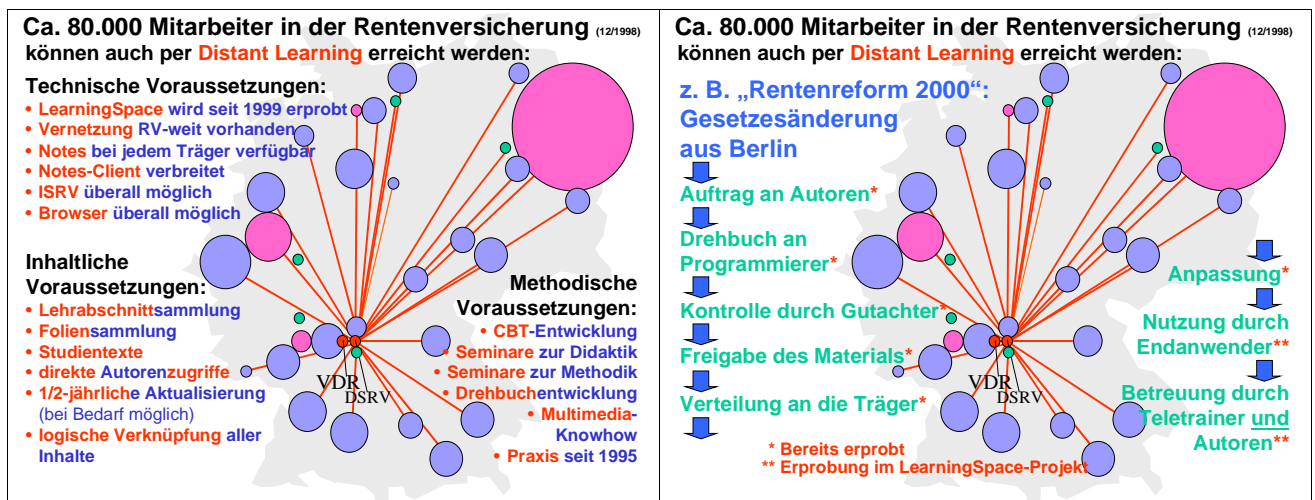 Ca. 80.000 Mitarbeiter in der Rentenversicherung (12/1998)
können auch per Distant Learning erreicht werden:
Technische Voraussetzungen:
• LearningSpace wird seit 1999 erprobt
• Vernetzung RV-weit vorhanden
• Notes bei jedem Träger verfügbar
• Notes-Client verbreitet
• ISRV überall möglich
• Browser überall möglich
Inhaltliche
Voraussetzungen:
• Lehrabschnittsammlung
• Foliensammlung
• Studientexte
• direkte Autorenzugriffe
• 1/2-jährliche Aktualisierung
(bei Bedarf möglich)
• logische Verknüpfung aller
Inhalte
VDR
DSRV
Methodische
Voraussetzungen:
• CBT-Entwicklung
• Seminare zur Didaktik
• Seminare zur Methodik
• Drehbuchentwicklung
• Multimedia-
Knowhow
• Praxis seit 1995
Ca. 80.000 Mitarbeiter in der Rentenversicherung (12/1998)
können auch per Distant Learning erreicht werden:
z. B. „Rentenreform 2000“:
Gesetzesänderung
aus Berlin
Auftrag an Autoren*
Drehbuch an
Programmierer*
Kontrolle durch Gutachter*
Freigabe des Materials*
Verteilung an die Träger*
VDR
DSRV
Anpassung*
Nutzung durch
Endanwender**
Betreuung durch
Teletrainer und
Autoren**
* Bereits erprobt
** Erprobung im LearningSpace-Projekt